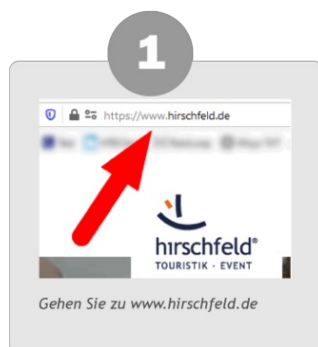 1
https://www.hirschfeld.de
hirschfeld®
TOURISTIK · EVENT
Gehen Sie zu www.hirschfeld.de